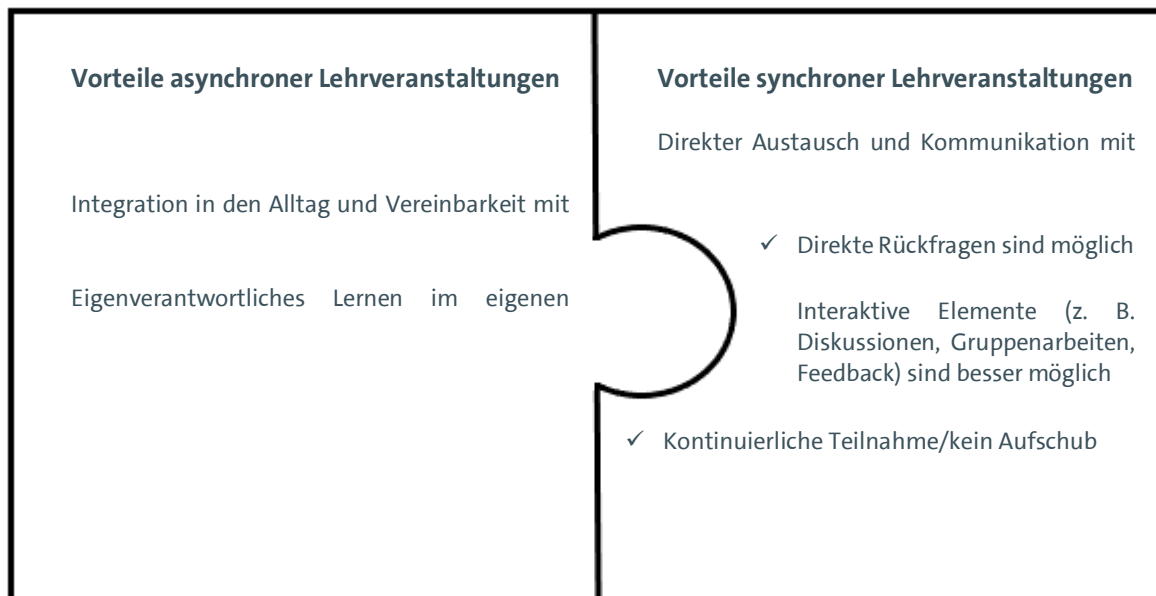 Vorteile asynchroner Lehrveranstaltungen
Integration in den Alltag und Vereinbarkeit mit
Eigenverantwortliches Lernen im eigenen
Vorteile synchroner Lehrveranstaltungen
Direkter Austausch und Kommunikation mit
✓ Direkte Rückfragen sind möglich
Interaktive Elemente (z. B.
Diskussionen, Gruppenarbeiten,
Feedback) sind besser möglich
✓ Kontinuierliche Teilnahme/kein Aufschub